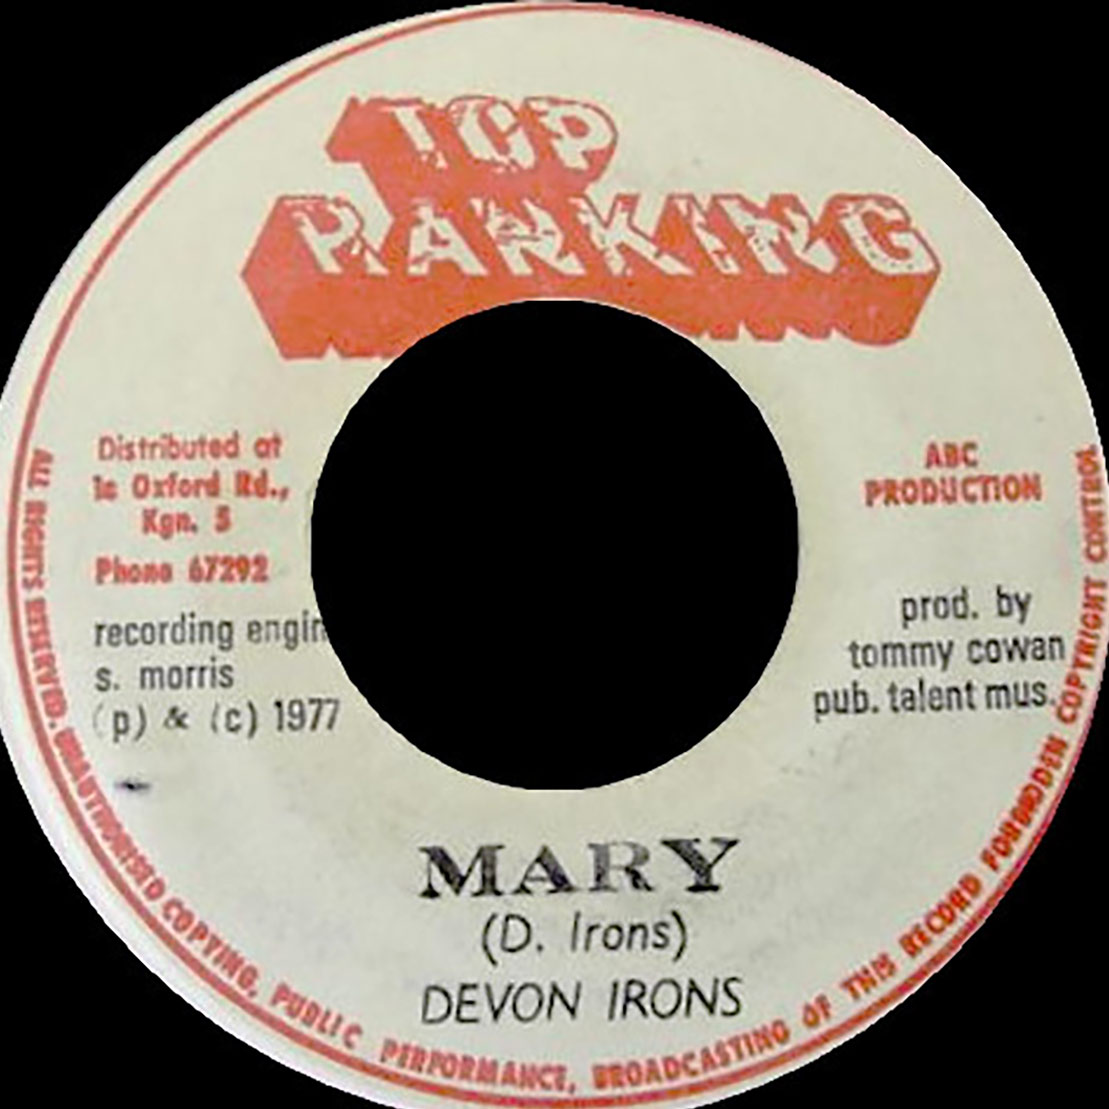 TOP
RANKING
Distributed at
1a Oxford Rd.,
Kgn. 5
Phone 67292
recording engin
s. morris
(p) & (c) 1977
ABC
PRODUCTION
prod. by
tommy cowan
pub. talent mus.
MARY
(D. Irons)
DEVON IRONS
ALL RIGHTS RESERVED. UNAUTHORISED COPYING, PUBLIC PERFORMANCE, BROADCASTING OF THIS RECORD FORBIDDEN COPYRIGHT CONTROL